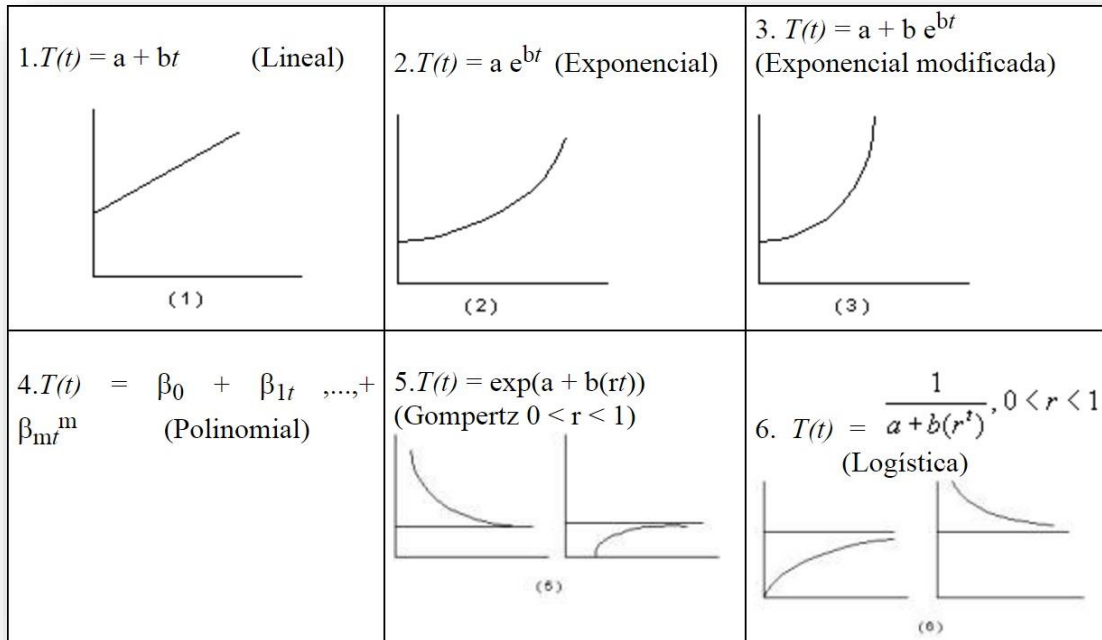 1.T(t) = a + bt (Lineal)
(1)
2.T(t) = a e^bt (Exponencial)
(2)
3. T(t) = a + b e^bt
(Exponencial modificada)
(3)
4.T(t) = β₀ + β₁t ,...,+
βmt^m (Polinomial)
5.T(t) = exp(a + b(rt))
(Gompertz 0 < r < 1)
(5)
6. T(t) = 1/(a + b(r^t)), 0 < r < 1
(Logística)
(6)